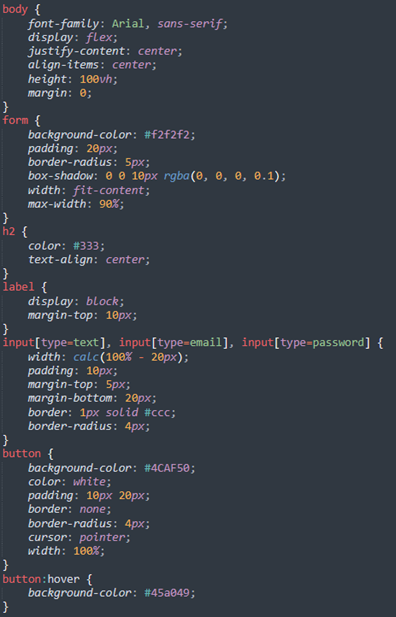 body {
    font-family: Arial, sans-serif;
    display: flex;
    justify-content: center;
    align-items: center;
    height: 100vh;
    margin: 0;
}
form {
    background-color: #f2f2f2;
    padding: 20px;
    border-radius: 5px;
    box-shadow: 0 0 10px rgba(0, 0, 0, 0.1);
    width: fit-content;
    max-width: 90%;
}
h2 {
    color: #333;
    text-align: center;
}
label {
    display: block;
    margin-top: 10px;
}
input[type=text], input[type=email], input[type=password] {
    width: calc(100% - 20px);
    padding: 10px;
    margin-top: 5px;
    margin-bottom: 20px;
    border: 1px solid #ccc;
    border-radius: 4px;
}
button {
    background-color: #4CAF50;
    color: white;
    padding: 10px 20px;
    border: none;
    border-radius: 4px;
    cursor: pointer;
    width: 100%;
}
button:hover {
    background-color: #45a049;
}